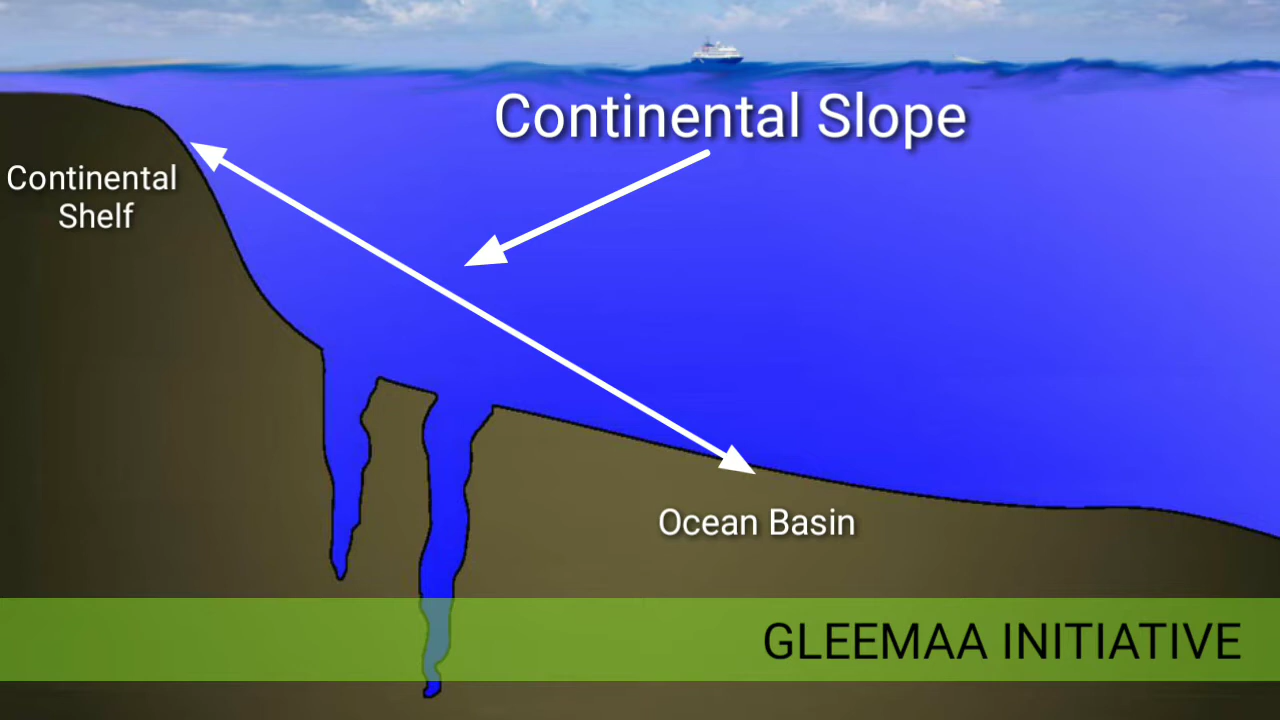 Continental Slope
Continental
Shelf
Ocean Basin
GLEEMAA INITIATIVE